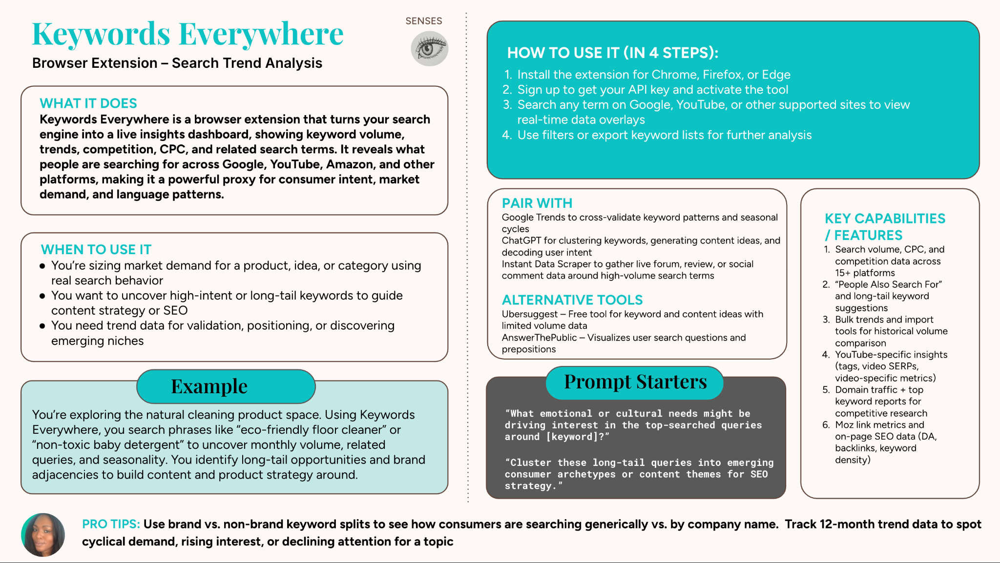 Keywords Everywhere
Browser Extension – Search Trend Analysis
SENSES
WHAT IT DOES
Keywords Everywhere is a browser extension that turns your search
engine into a live insights dashboard, showing keyword volume,
trends, competition, CPC, and related search terms. It reveals what
people are searching for across Google, YouTube, Amazon, and other
platforms, making it a powerful proxy for consumer intent, market
demand, and language patterns.
WHEN TO USE IT
● You’re sizing market demand for a product, idea, or category using
real search behavior
● You want to uncover high-intent or long-tail keywords to guide
content strategy or SEO
● You need trend data for validation, positioning, or discovering
emerging niches
Example
You’re exploring the natural cleaning product space. Using Keywords
Everywhere, you search phrases like “eco-friendly floor cleaner” or
“non-toxic baby detergent” to uncover monthly volume, related
queries, and seasonality. You identify long-tail opportunities and brand
adjacencies to build content and product strategy around.
HOW TO USE IT (IN 4 STEPS):
1. Install the extension for Chrome, Firefox, or Edge
2. Sign up to get your API key and activate the tool
3. Search any term on Google, YouTube, or other supported sites to view
real-time data overlays
4. Use filters or export keyword lists for further analysis
PAIR WITH
Google Trends to cross-validate keyword patterns and seasonal
cycles
ChatGPT for clustering keywords, generating content ideas, and
decoding user intent
Instant Data Scraper to gather live forum, review, or social
comment data around high-volume search terms
ALTERNATIVE TOOLS
Ubersuggest – Free tool for keyword and content ideas with
limited volume data
AnswerThePublic – Visualizes user search questions and
prepositions
Prompt Starters
“What emotional or cultural needs might be
driving interest in the top-searched queries
around [keyword]?”
“Cluster these long-tail queries into emerging
consumer archetypes or content themes for SEO
strategy.”
KEY CAPABILITIES
/ FEATURES
1. Search volume, CPC, and
competition data across
15+ platforms
2. “People Also Search For”
and long-tail keyword
suggestions
3. Bulk trends and import
tools for historical volume
comparison
4. YouTube-specific insights
(tags, video SERPs,
video-specific metrics)
5. Domain traffic + top
keyword reports for
competitive research
6. Moz link metrics and
on-page SEO data (DA,
backlinks, keyword
density)
PRO TIPS: Use brand vs. non-brand keyword splits to see how consumers are searching generically vs. by company name. Track 12-month trend data to spot
cyclical demand, rising interest, or declining attention for a topic